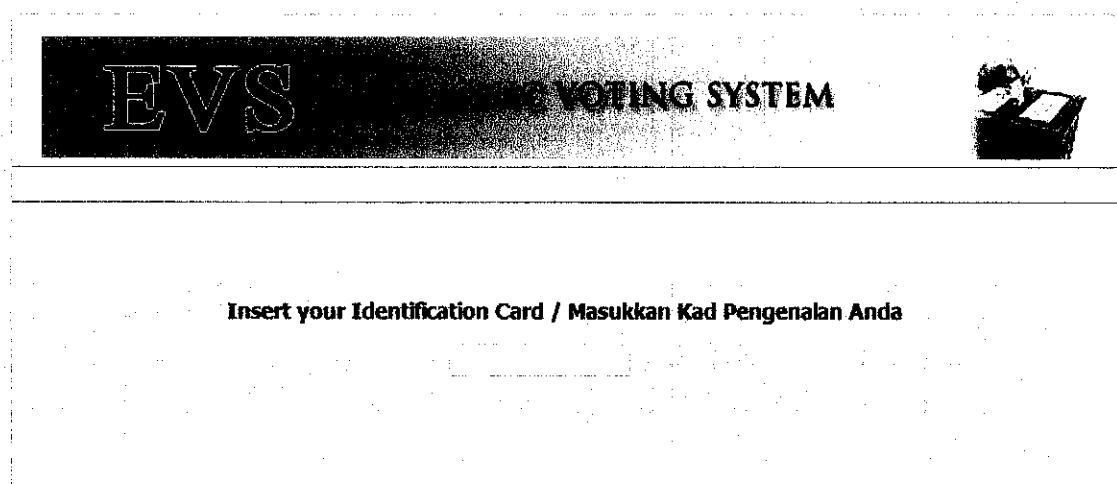 EVS
VOTING SYSTEM
Insert your Identification Card / Masukkan Kad Pengenalan Anda